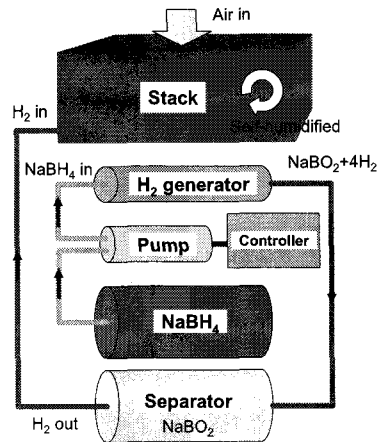 Air in
Stack
H₂ in
Self-humidified
NaBH₄ in
NaBO₂+4H₂
H₂ generator
Pump
Controller
NaBH₄
Separator
NaBO₂
H₂ out